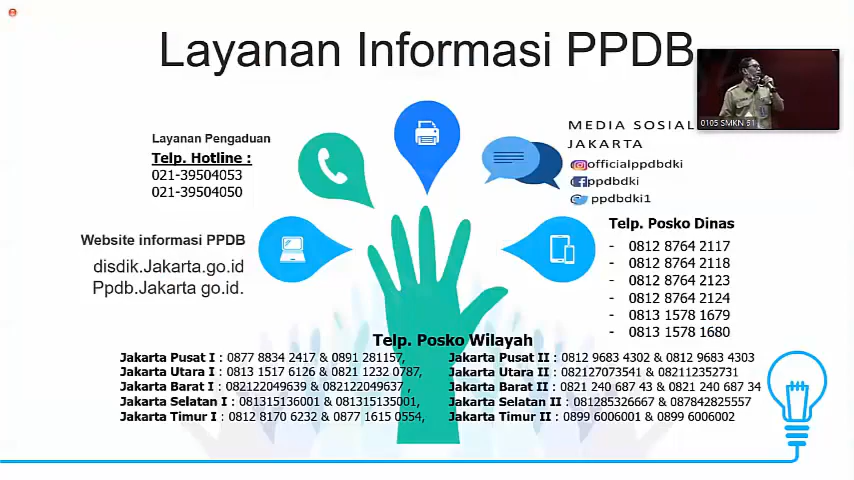 Layanan Informasi PPDB
0105 SMKN 51
Layanan Pengaduan
Telp. Hotline :
021-39504053
021-39504050
MEDIA SOSIAL
JAKARTA
officialppdbdki
ppdbdki
ppdbdki1
Website informasi PPDB
disdik.Jakarta.go.id
Ppdb.Jakarta go.id.
Telp. Posko Dinas
- 0812 8764 2117
- 0812 8764 2118
- 0812 8764 2123
- 0812 8764 2124
- 0813 1578 1679
- 0813 1578 1680
Telp. Posko Wilayah
Jakarta Pusat I : 0877 8834 2417 & 0891 281157,
Jakarta Utara I : 0813 1517 6126 & 0821 1232 0787,
Jakarta Barat I : 082122049639 & 082122049637 ,
Jakarta Selatan I : 081315136001 & 081315135001,
Jakarta Timur I : 0812 8170 6232 & 0877 1615 0554,
Jakarta Pusat II : 0812 9683 4302 & 0812 9683 4303
Jakarta Utara II : 082127073541 & 082112352731
Jakarta Barat II : 0821 240 687 43 & 0821 240 687 34
Jakarta Selatan II : 081285326667 & 087842825557
Jakarta Timur II : 0899 6006001 & 0899 6006002